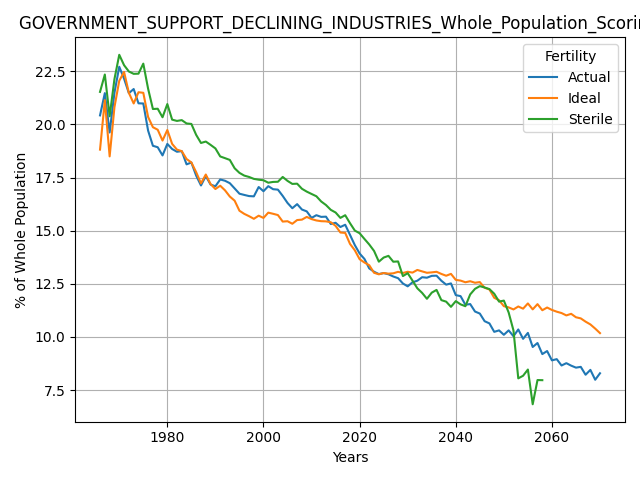 GOVERNMENT_SUPPORT_DECLINING_INDUSTRIES_Whole_Population_Scorin
Fertility
Actual
Ideal
Sterile
% of Whole Population
22.5
20.0
17.5
15.0
12.5
10.0
7.5
1980
2000
2020
2040
2060
Years